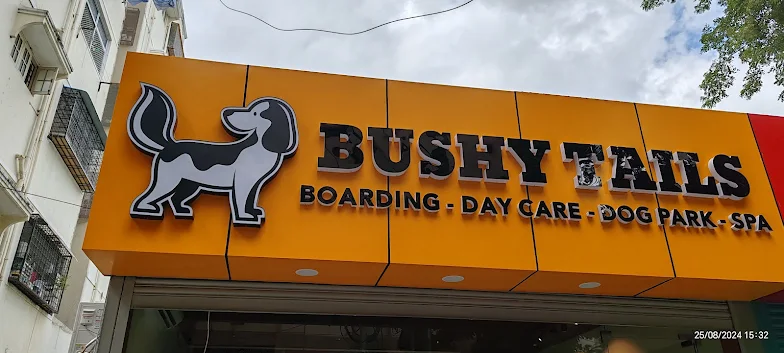 BUSHY TAILS
BOARDING - DAY CARE - DOG PARK - SPA
25/08/2024 15:32